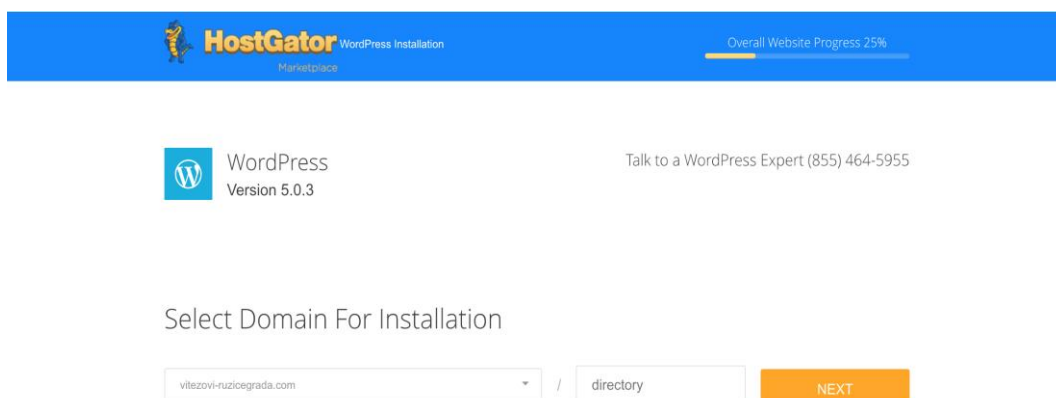 HostGator WordPress Installation
Marketplace
Overall Website Progress 25%
WordPress
Version 5.0.3
Talk to a WordPress Expert (855) 464-5955
Select Domain For Installation
vitezovi-ruzicegrada.com / directory NEXT